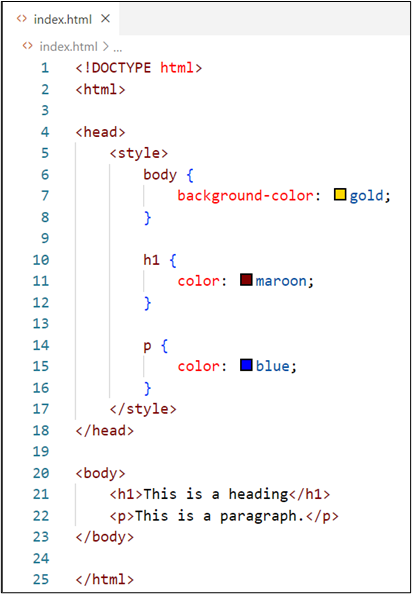 index.html ×
index.html > ...
1 <!DOCTYPE html>
2 <html>
3
4 <head>
5     <style>
6         body {
7             background-color: gold;
8         }
9
10         h1 {
11             color: maroon;
12         }
13
14         p {
15             color: blue;
16         }
17     </style>
18 </head>
19
20 <body>
21     <h1>This is a heading</h1>
22     <p>This is a paragraph.</p>
23 </body>
24
25 </html>